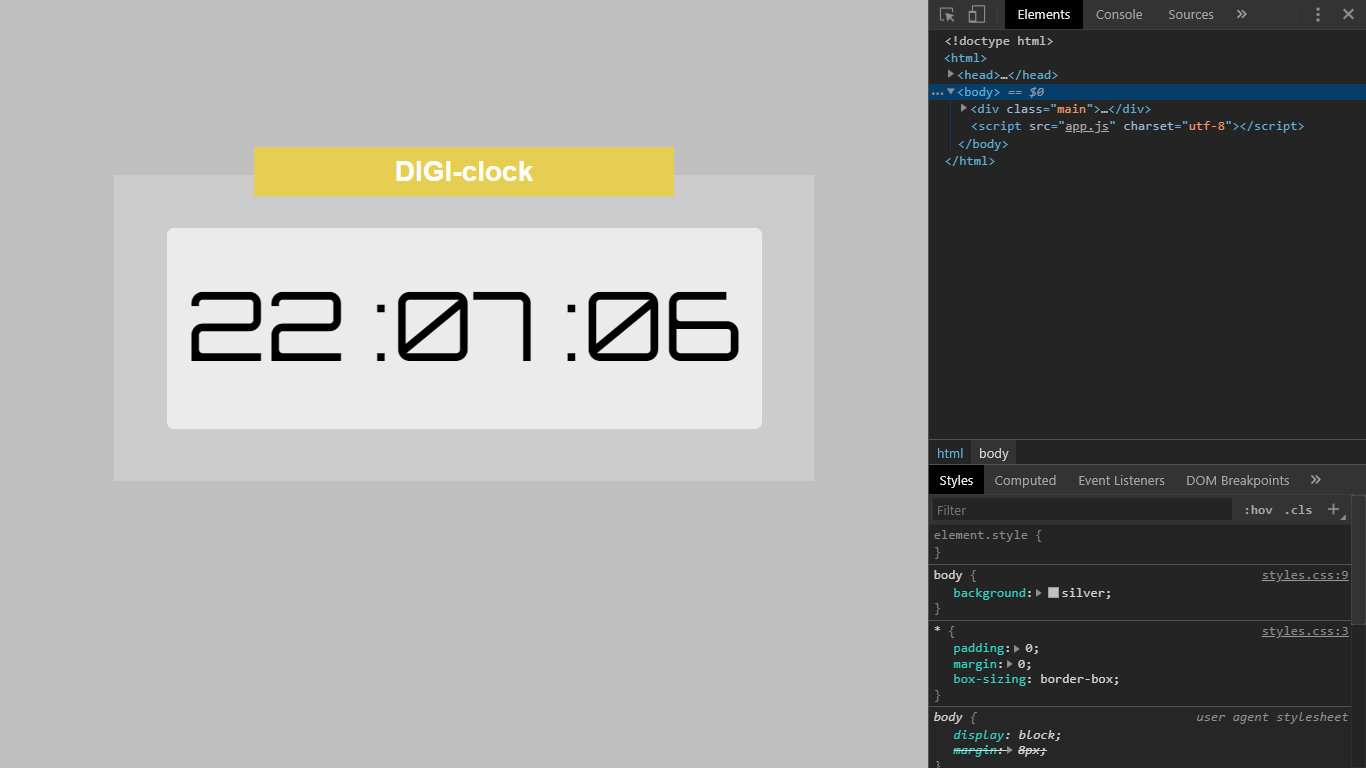 DIGI-clock
22 :07 :06
Elements Console Sources »
<!doctype html>
<html>
<head>…</head>
… <body> == $0
<div class="main">…</div>
<script src="app.js" charset="utf-8"></script>
</body>
</html>
html body
Styles Computed Event Listeners DOM Breakpoints »
Filter :hov .cls +
element.style {
}
body { styles.css:9
background: silver;
}
* { styles.css:3
padding: 0;
margin: 0;
box-sizing: border-box;
}
body { user agent stylesheet
display: block;
margin: 8px;
}